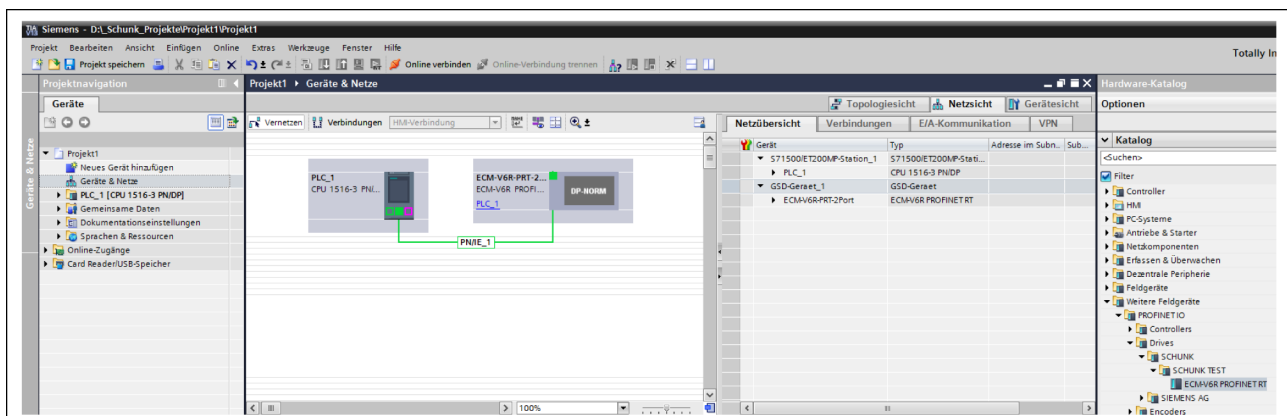 Siemens - D:\_Schunk_Projekte\Projekt1\Projekt1
Projekt Bearbeiten Ansicht Einfügen Online Extras Werkzeuge Fenster Hilfe
Totally In
Projekt speichern
Online verbinden
Online-Verbindung trennen
Projektnavigation
Projekt1 Geräte & Netze
Hardware-Katalog
Geräte
Topologiesicht Netzsicht Gerätesicht
Optionen
Vernetzen Verbindungen HMI-Verbindung
Netzübersicht Verbindungen E/A-Kommunikation VPN
Geräte & Netze
Projekt1
Neues Gerät hinzufügen
Geräte & Netze
PLC_1 [CPU 1516-3 PN/DP]
Gemeinsame Daten
Dokumentationseinstellungen
Sprachen & Ressourcen
Online-Zugänge
Card Reader/USB-Speicher
PLC_1
CPU 1516-3 PN/...
ECM-V6R-PRT-2...
ECM-V6R PROFI...
PLC_1
DP-NORM
PN/IE_1
100%
Gerät Typ Adresse im Subn... Sub...
S71500/ET200MP-Station_1 S71500/ET200MP-Stati...
PLC_1 CPU 1516-3 PN/DP
GSD-Geraet_1 GSD-Geraet
ECM-V6R-PRT-2Port ECM-V6R PROFINET RT
Katalog
<Suchen>
Filter
Controller
HMI
PC-Systeme
Antriebe & Starter
Netzkomponenten
Erfassen & Überwachen
Dezentrale Peripherie
Feldgeräte
Weitere Feldgeräte
PROFINET IO
Controllers
Drives
SCHUNK
SCHUNK TEST
ECM-V6R PROFINET RT
SIEMENS AG
Encoders